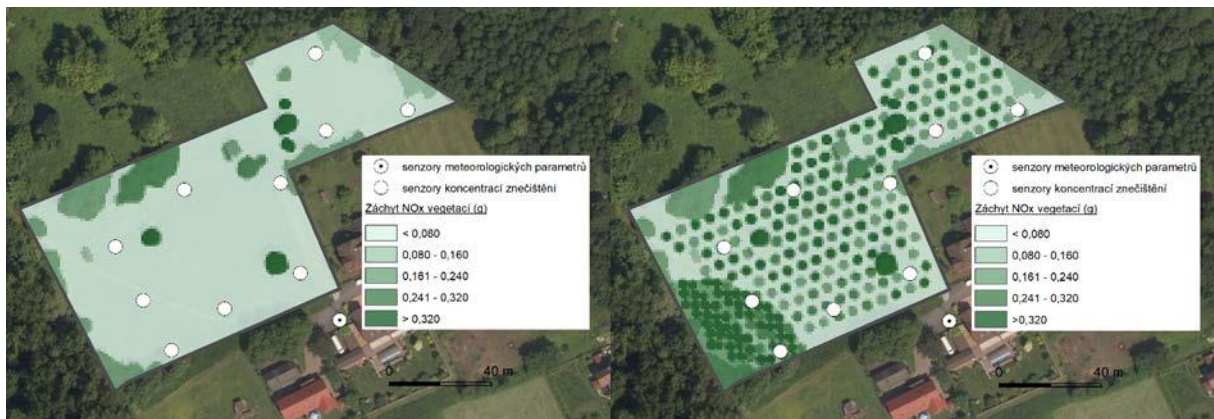 senzory meteorologických parametrů
senzory koncentrací znečištění
Záchyt NOx vegetací (g)
< 0,080
0,080 - 0,160
0,161 - 0,240
0,241 - 0,320
> 0,320
0 40 m
senzory meteorologických parametrů
senzory koncentrací znečištění
Záchyt NOx vegetací (g)
< 0,080
0,080 - 0,160
0,161 - 0,240
0,241 - 0,320
>0,320
0 40 m